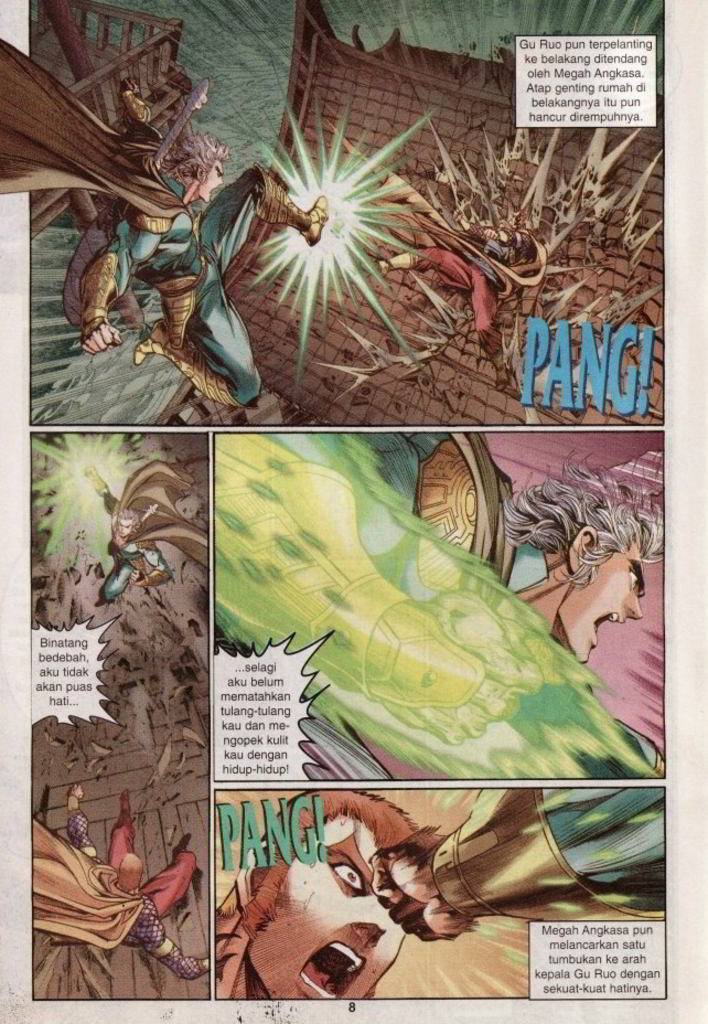 Gu Ruo pun terpelanting
ke belakang ditendang
oleh Megah Angkasa.
Atap genting rumah di
belakangnya itu pun
hancur dirempuhnya.
PANG!
Binatang
bedebah,
aku tidak
akan puas
hati...
...selagi
aku belum
mematahkan
tulang-tulang
kau dan me-
ngopek kulit
kau dengan
hidup-hidup!
PANG!
Megah Angkasa pun
melancarkan satu
tumbukan ke arah
kepala Gu Ruo dengan
sekuat-kuat hatinya.
8